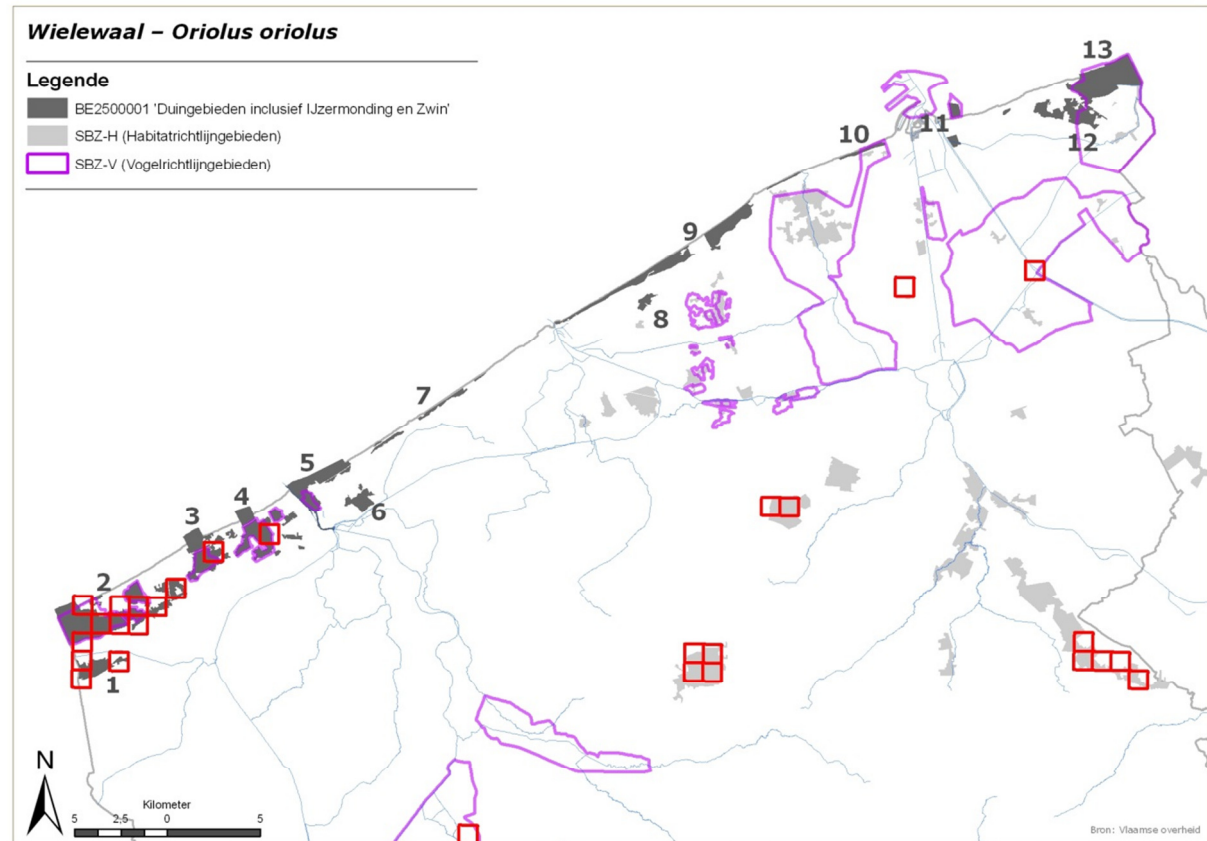 Wielewaal – Oriolus oriolus
Legende
BE2500001 'Duingebieden inclusief IJzermonding en Zwin'
SBZ-H (Habitatrichtlijngebieden)
SBZ-V (Vogelrichtlijngebieden)
13
12
11
10
9
8
7
5
6
4
3
2
1
N
Kilometer
5 2,5 0 5
Bron: Vlaamse overheid